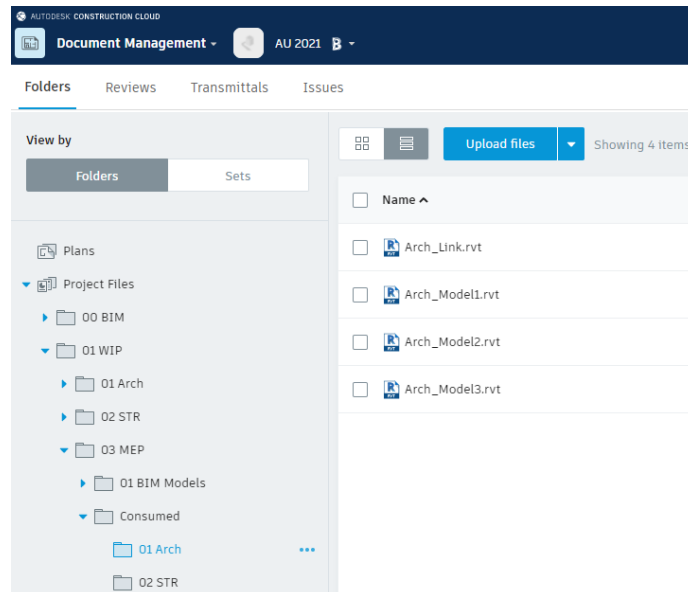 AUTODESK CONSTRUCTION CLOUD
Document Management
AU 2021 B
Folders Reviews Transmittals Issues
View by
Folders Sets
Upload files Showing 4 items
Name
Plans
Project Files
00 BIM
01 WIP
01 Arch
02 STR
03 MEP
01 BIM Models
Consumed
01 Arch
02 STR
Arch_Link.rvt
Arch_Model1.rvt
Arch_Model2.rvt
Arch_Model3.rvt